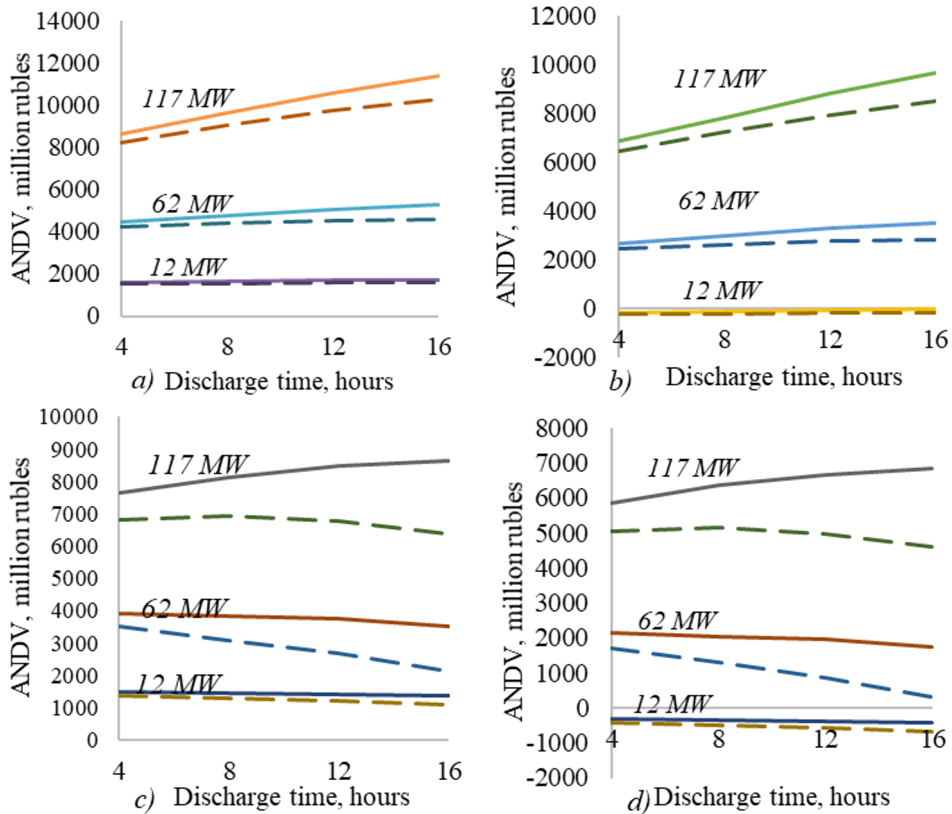 ANDV, million rubles
14000
12000
10000
8000
6000
4000
2000
0
117 MW
62 MW
12 MW
4 8 12 16
a) Discharge time, hours
ANDV, million rubles
12000
10000
8000
6000
4000
2000
0
-2000
117 MW
62 MW
12 MW
4 8 12 16
b) Discharge time, hours
ANDV, million rubles
10000
9000
8000
7000
6000
5000
4000
3000
2000
1000
0
117 MW
62 MW
12 MW
4 8 12 16
c) Discharge time, hours
ANDV, million rubles
8000
7000
6000
5000
4000
3000
2000
1000
0
-1000
-2000
117 MW
62 MW
12 MW
4 8 12 16
d) Discharge time, hours